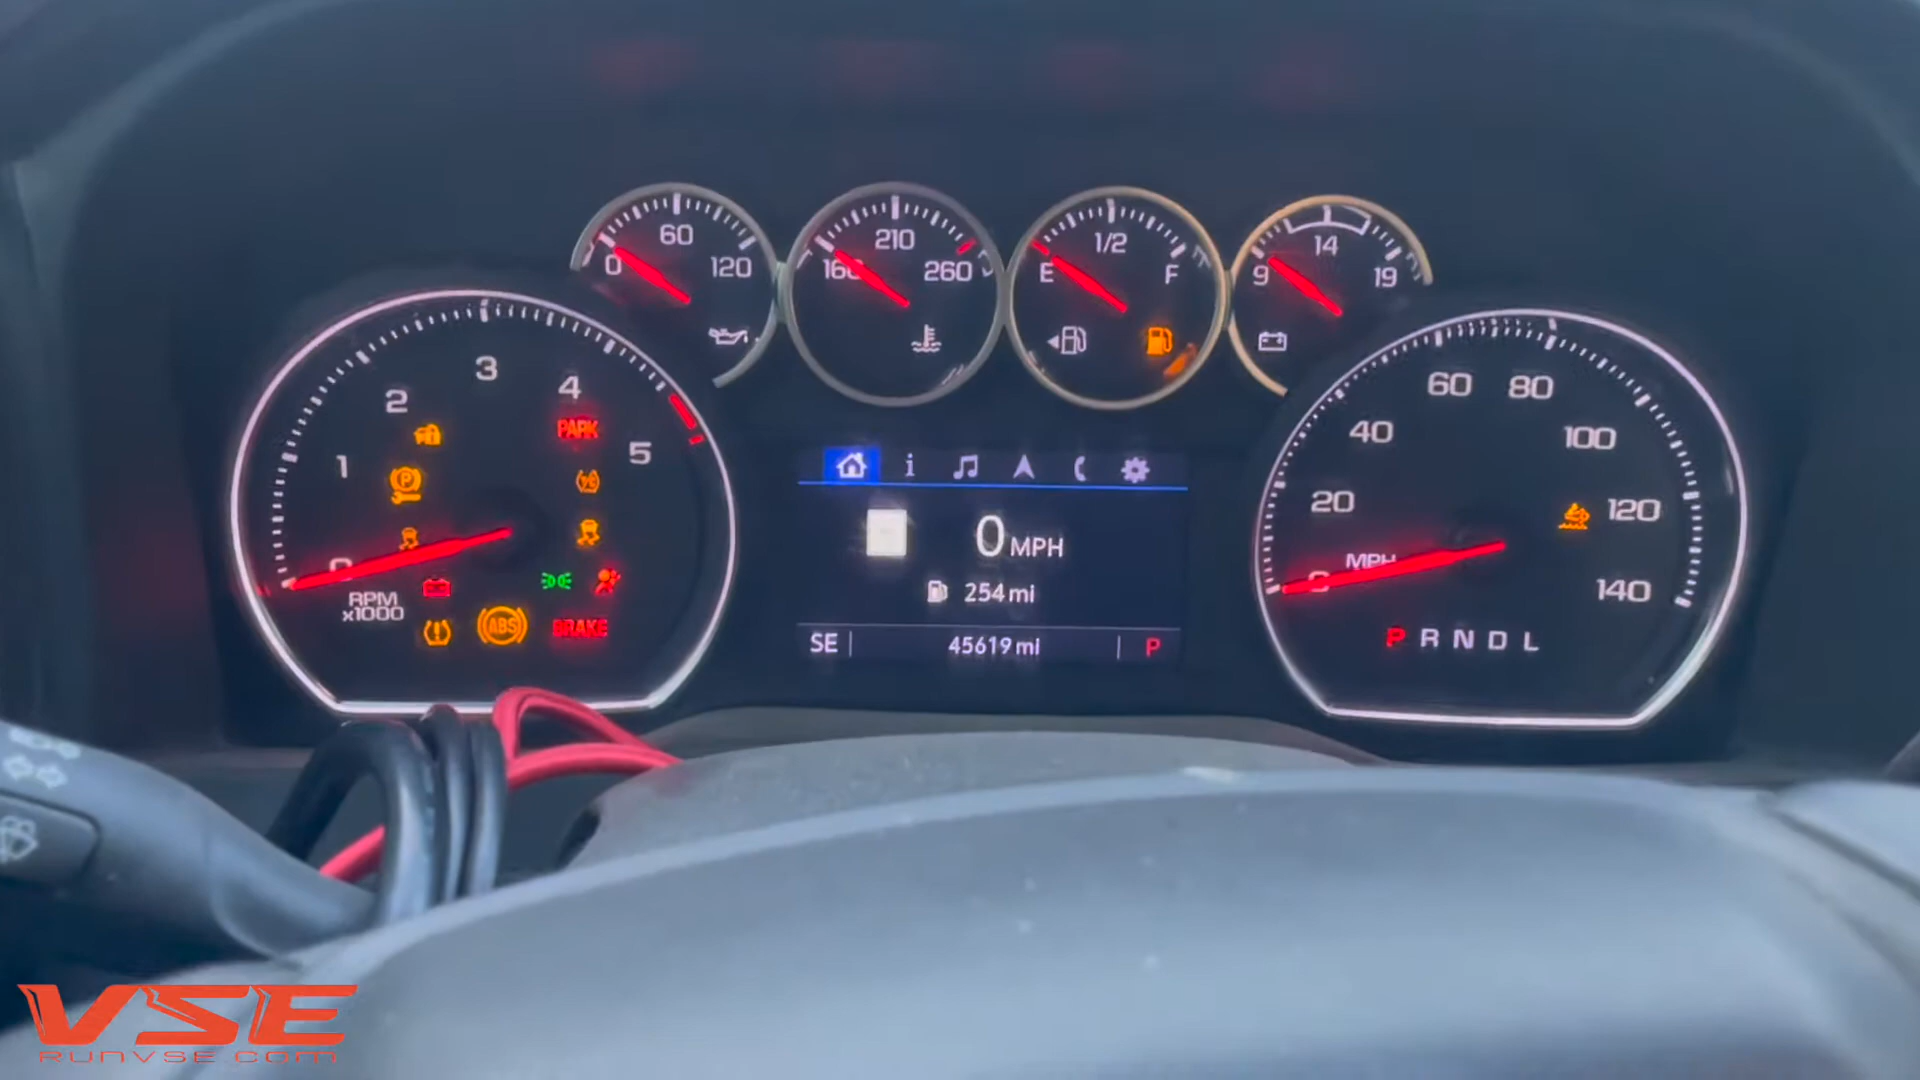 60
0
120
210
160
260
1/2
E
F
14
9
19
3
2
4
PARK
1
5
P
0
RPM
x1000
ABS
BRAKE
i
0 MPH
254 mi
SE
45619 mi
P
60
80
40
100
20
120
MPH
0
140
P R N D L
VSE
RUNVSE.COM